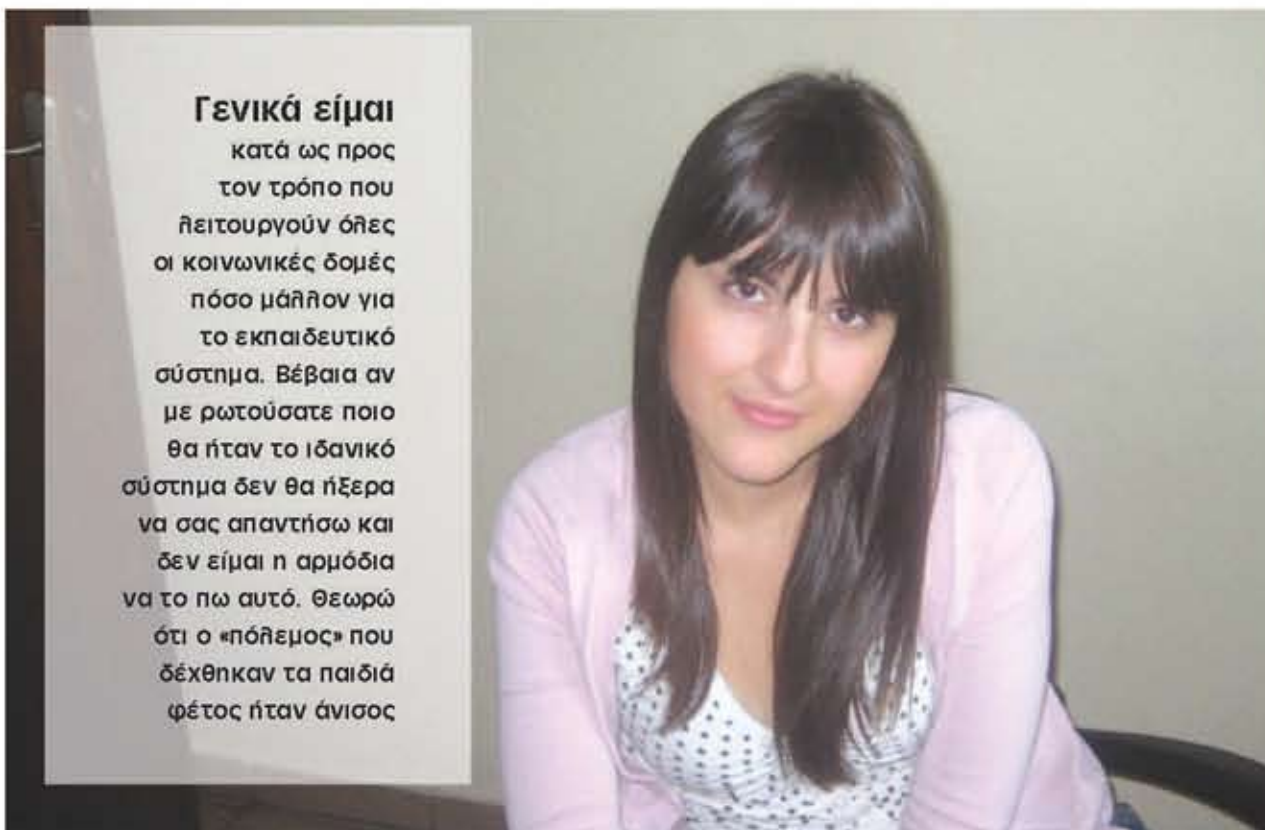 Γενικά είμαι
κατά ως προς
τον τρόπο που
λειτουργούν όλες
οι κοινωνικές δομές
πόσο μάλλον για
το εκπαιδευτικό
σύστημα. Βέβαια αν
με ρωτούσατε ποιο
θα ήταν το ιδανικό
σύστημα δεν θα ήξερα
να σας απαντήσω και
δεν είμαι η αρμόδια
να το πω αυτό. Θεωρώ
ότι ο «πόλεμος» που
δέχθηκαν τα παιδιά
φέτος ήταν άνισος